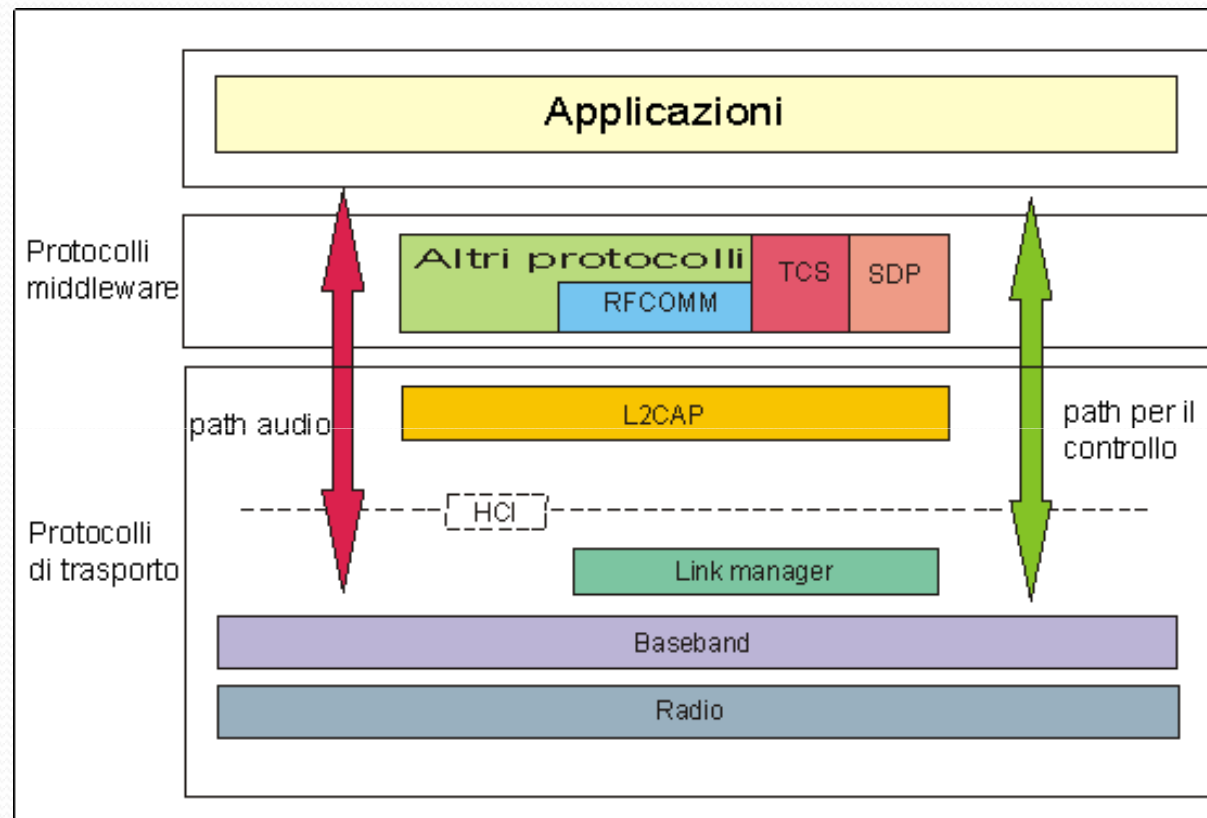 Applicazioni
Protocolli
middleware
Altri protocolli
RFCOMM
TCS
SDP
path audio
L2CAP
path per il
controllo
HCI
Protocolli
di trasporto
Link manager
Baseband
Radio